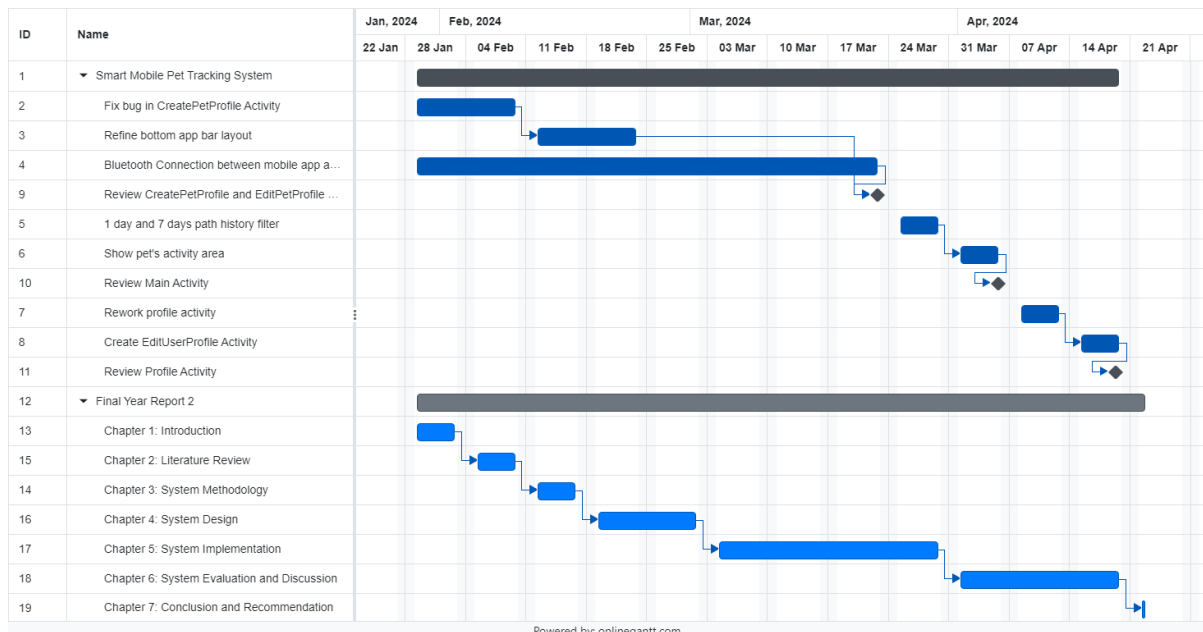 ID Name Jan, 2024 Feb, 2024 Mar, 2024 Apr, 2024
22 Jan 28 Jan 04 Feb 11 Feb 18 Feb 25 Feb 03 Mar 10 Mar 17 Mar 24 Mar 31 Mar 07 Apr 14 Apr 21 Apr
1 Smart Mobile Pet Tracking System
2 Fix bug in CreatePetProfile Activity
3 Refine bottom app bar layout
4 Bluetooth Connection between mobile app a...
9 Review CreatePetProfile and EditPetProfile ...
5 1 day and 7 days path history filter
6 Show pet's activity area
10 Review Main Activity
7 Rework profile activity
8 Create EditUserProfile Activity
11 Review Profile Activity
12 Final Year Report 2
13 Chapter 1: Introduction
15 Chapter 2: Literature Review
14 Chapter 3: System Methodology
16 Chapter 4: System Design
17 Chapter 5: System Implementation
18 Chapter 6: System Evaluation and Discussion
19 Chapter 7: Conclusion and Recommendation
Powered by: onlinegantt.com